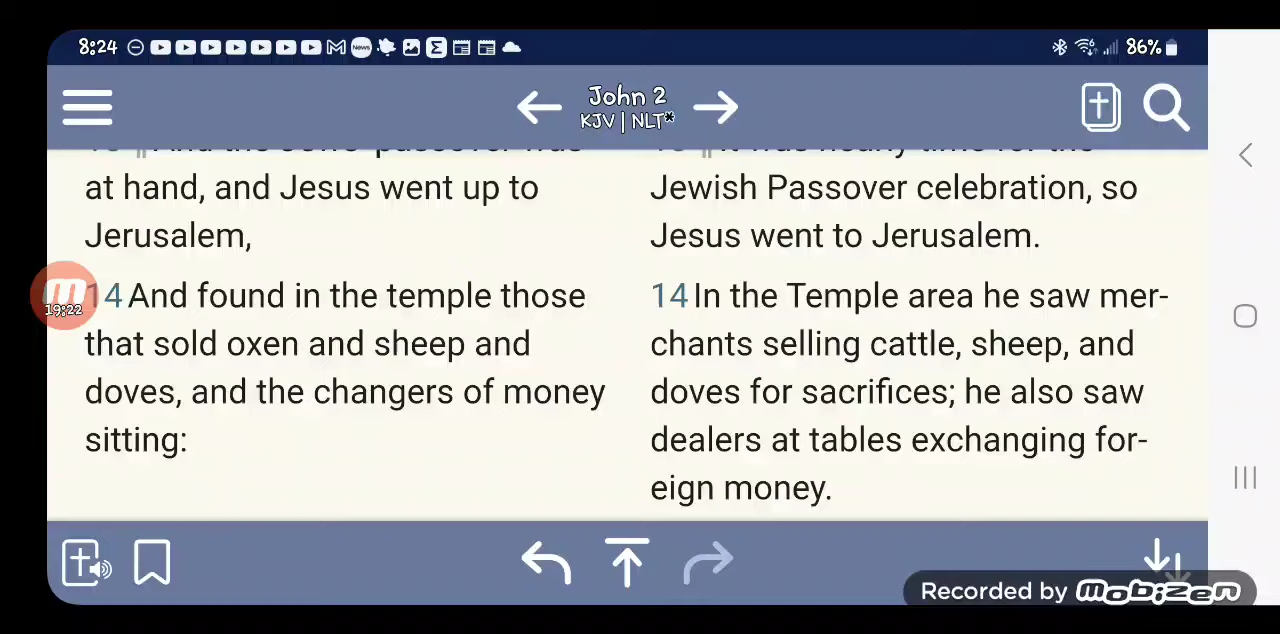 8:24
News
86%
John 2
KJV | NLT*
at hand, and Jesus went up to
Jerusalem,
14 And found in the temple those
that sold oxen and sheep and
doves, and the changers of money
sitting:
Jewish Passover celebration, so
Jesus went to Jerusalem.
14 In the Temple area he saw mer-
chants selling cattle, sheep, and
doves for sacrifices; he also saw
dealers at tables exchanging for-
eign money.
19:22
Recorded by mobizen